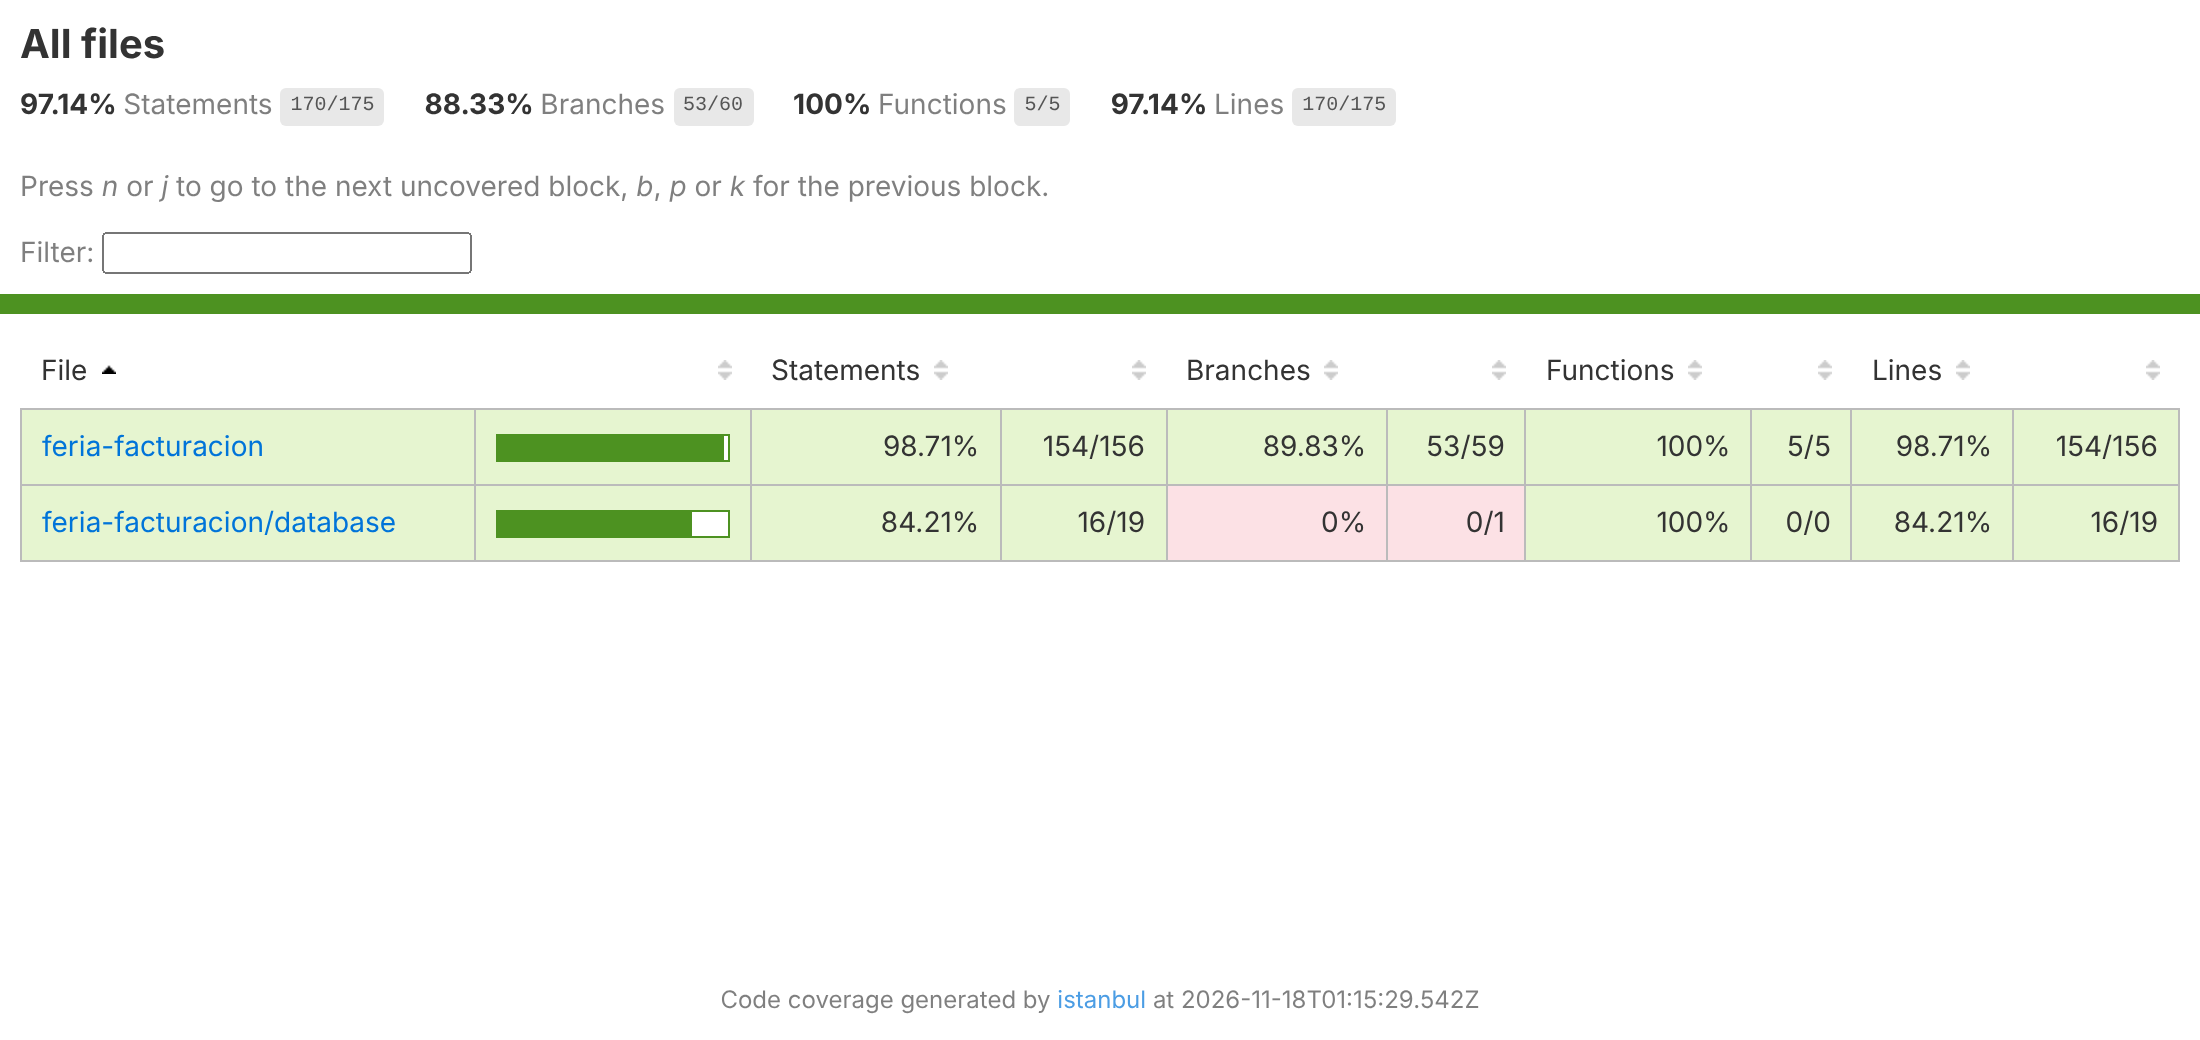 All files
97.14% Statements 170/175 88.33% Branches 53/60 100% Functions 5/5 97.14% Lines 170/175
Press n or j to go to the next uncovered block, b, p or k for the previous block.
Filter:
File Statements Branches Functions Lines
feria-facturacion 98.71% 154/156 89.83% 53/59 100% 5/5 98.71% 154/156
feria-facturacion/database 84.21% 16/19 0% 0/1 100% 0/0 84.21% 16/19
Code coverage generated by istanbul at 2026-11-18T01:15:29.542Z